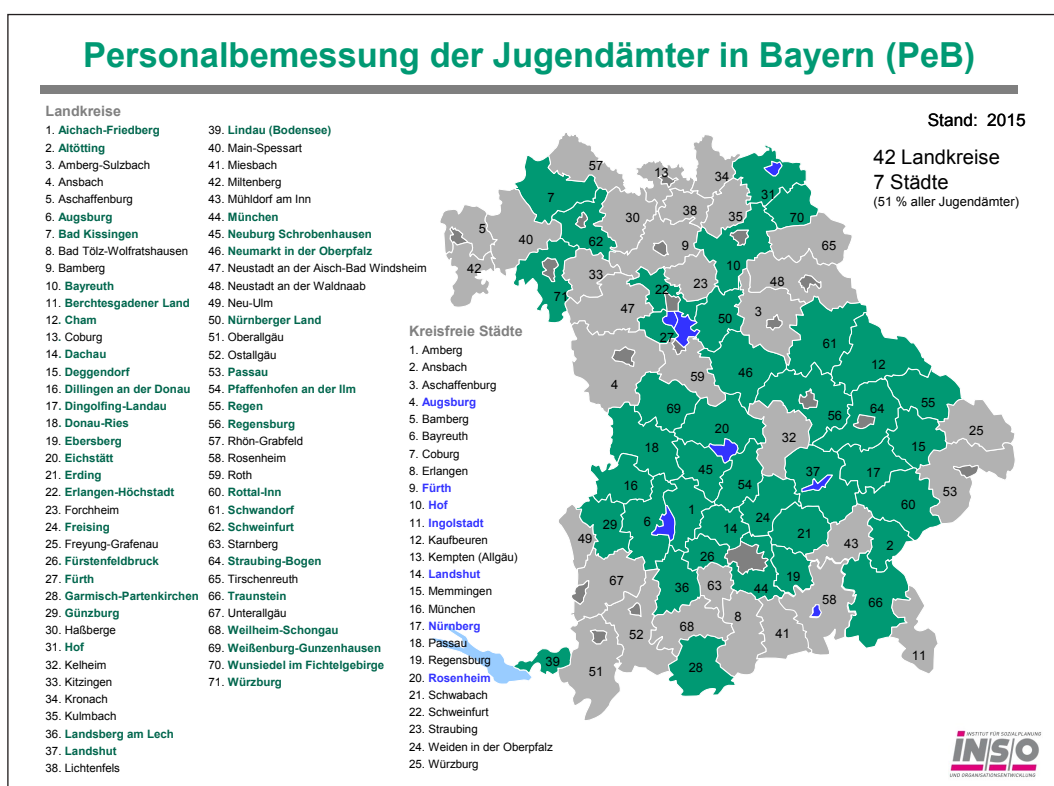 Personalbemessung der Jugendämter in Bayern (PeB)
Landkreise
1. Aichach-Friedberg
2. Altötting
3. Amberg-Sulzbach
4. Ansbach
5. Aschaffenburg
6. Augsburg
7. Bad Kissingen
8. Bad Tölz-Wolfratshausen
9. Bamberg
10. Bayreuth
11. Berchtesgadener Land
12. Cham
13. Coburg
14. Dachau
15. Deggendorf
16. Dillingen an der Donau
17. Dingolfing-Landau
18. Donau-Ries
19. Ebersberg
20. Eichstätt
21. Erding
22. Erlangen-Höchstadt
23. Forchheim
24. Freising
25. Freyung-Grafenau
26. Fürstenfeldbruck
27. Fürth
28. Garmisch-Partenkirchen
29. Günzburg
30. Haßberge
31. Hof
32. Kelheim
33. Kitzingen
34. Kronach
35. Kulmbach
36. Landsberg am Lech
37. Landshut
38. Lichtenfels
39. Lindau (Bodensee)
40. Main-Spessart
41. Miesbach
42. Miltenberg
43. Mühldorf am Inn
44. München
45. Neuburg Schrobenhausen
46. Neumarkt in der Oberpfalz
47. Neustadt an der Aisch-Bad Windsheim
48. Neustadt an der Waldnaab
49. Neu-Ulm
50. Nürnberger Land
51. Oberallgäu
52. Ostallgäu
53. Passau
54. Pfaffenhofen an der Ilm
55. Regen
56. Regensburg
57. Rhön-Grabfeld
58. Rosenheim
59. Roth
60. Rottal-Inn
61. Schwandorf
62. Schweinfurt
63. Starnberg
64. Straubing-Bogen
65. Tirschenreuth
66. Traunstein
67. Unterallgäu
68. Weilheim-Schongau
69. Weißenburg-Gunzenhausen
70. Wunsiedel im Fichtelgebirge
71. Würzburg
Kreisfreie Städte
1. Amberg
2. Ansbach
3. Aschaffenburg
4. Augsburg
5. Bamberg
6. Bayreuth
7. Coburg
8. Erlangen
9. Fürth
10. Hof
11. Ingolstadt
12. Kaufbeuren
13. Kempten (Allgäu)
14. Landshut
15. Memmingen
16. München
17. Nürnberg
18. Passau
19. Regensburg
20. Rosenheim
21. Schwabach
22. Schweinfurt
23. Straubing
24. Weiden in der Oberpfalz
25. Würzburg
Stand: 2015
42 Landkreise
7 Städte
(51 % aller Jugendämter)
57
13
34
31
7
38
30
35
70
5
40
62
9
65
42
33
10
71
22
23
48
47
3
27
50
61
4
59
46
12
69
56
64
55
20
32
25
18
15
45
37
17
16
54
53
1
60
29
6
14
24
21
49
43
2
26
67
36
63
44
19
58
66
68
8
52
41
39
51
28
11
INSTITUT FÜR SOZIALPLANUNG
INSO
UND ORGANISATIONSENTWICKLUNG